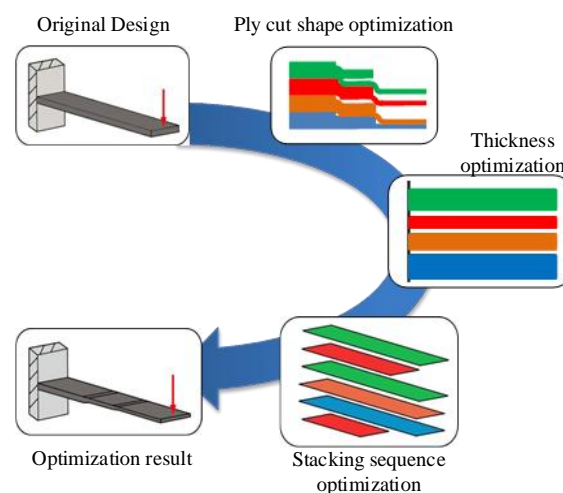 Original Design
Ply cut shape optimization
Thickness
optimization
Stacking sequence
optimization
Optimization result